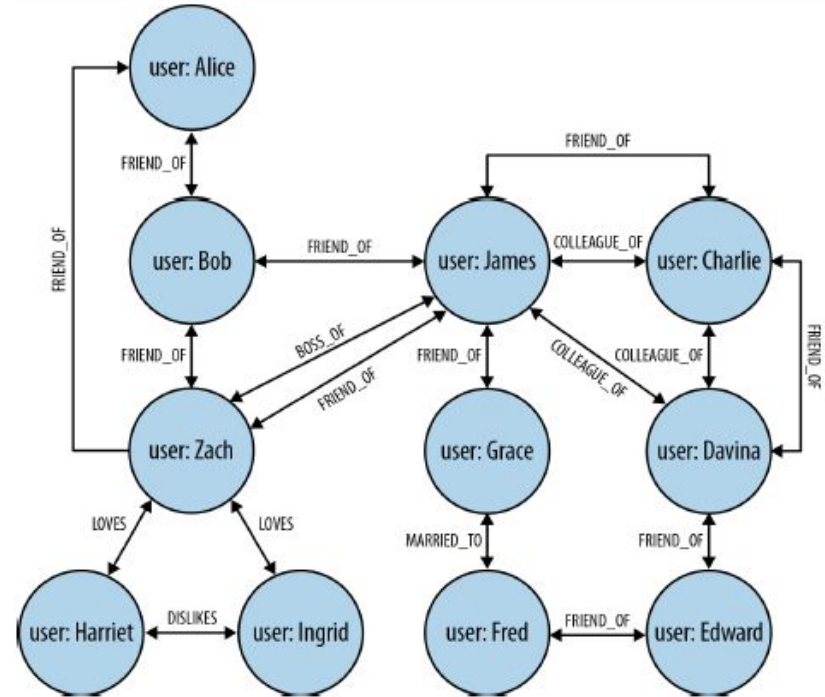 user: Alice
FRIEND_OF
FRIEND_OF
FRIEND_OF
user: Bob
FRIEND_OF
user: James
COLLEAGUE_OF
user: Charlie
FRIEND_OF
BOSS_OF
FRIEND_OF
FRIEND_OF
COLLEAGUE_OF
COLLEAGUE_OF
FRIEND_OF
user: Zach
user: Grace
user: Davina
LOVES
LOVES
MARRIED_TO
FRIEND_OF
user: Harriet
DISLIKES
user: Ingrid
user: Fred
FRIEND_OF
user: Edward